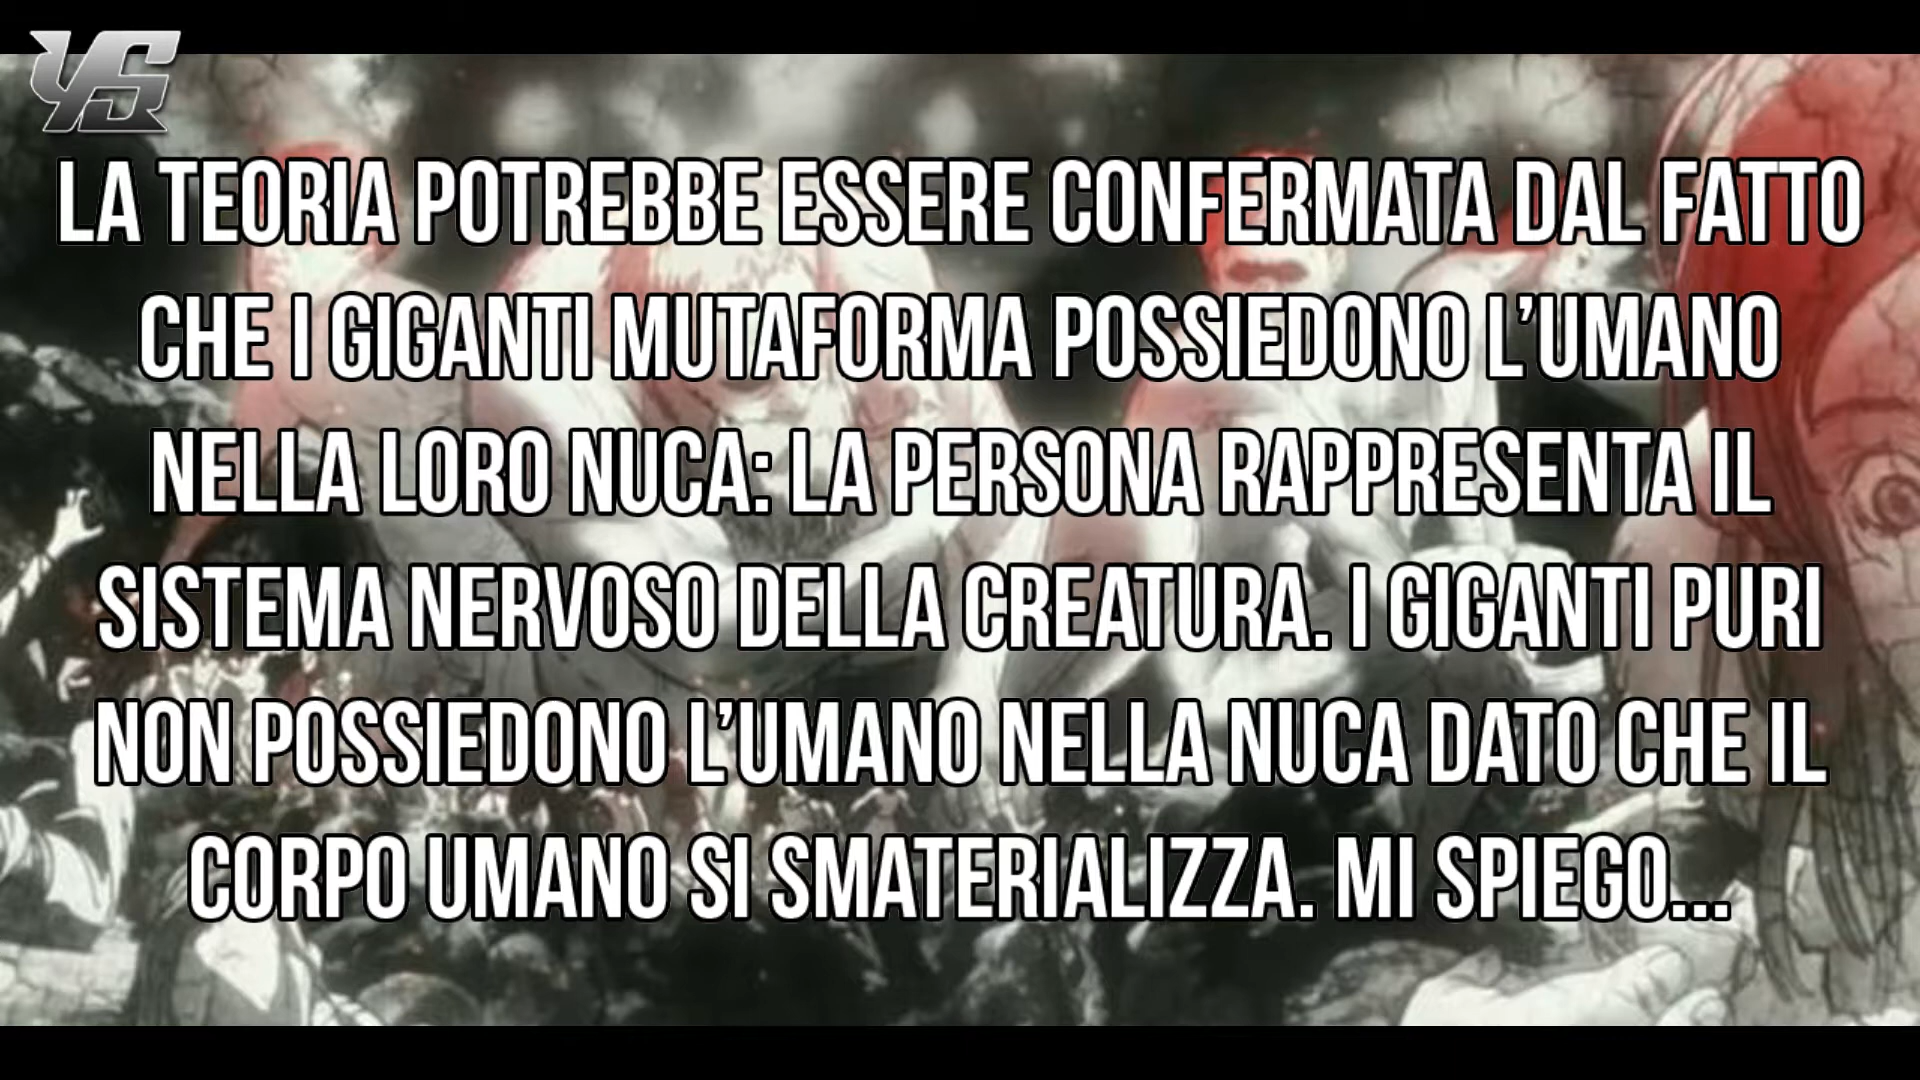 YS
LA TEORIA POTREBBE ESSERE CONFERMATA DAL FATTO
CHE I GIGANTI MUTAFORMA POSSIEDONO L’UMANO
NELLA LORO NUCA: LA PERSONA RAPPRESENTA IL
SISTEMA NERVOSO DELLA CREATURA. I GIGANTI PURI
NON POSSIEDONO L’UMANO NELLA NUCA DATO CHE IL
CORPO UMANO SI SMATERIALIZZA. MI SPIEGO...